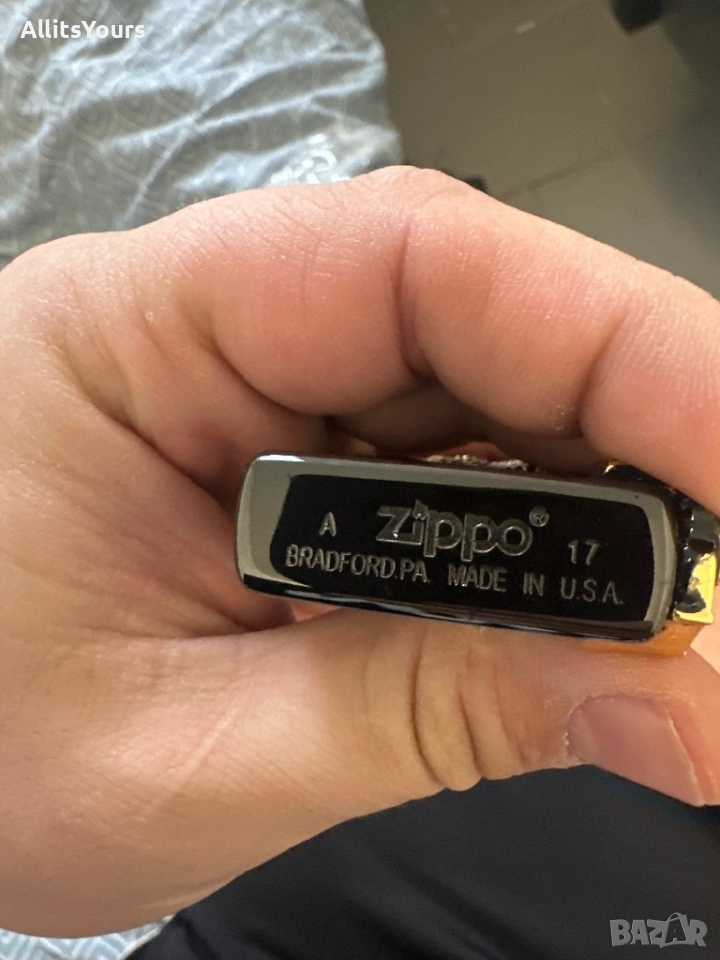 AllitsYours
A zippo® 17
BRADFORD.PA. MADE IN U.S.A.
BAZAR